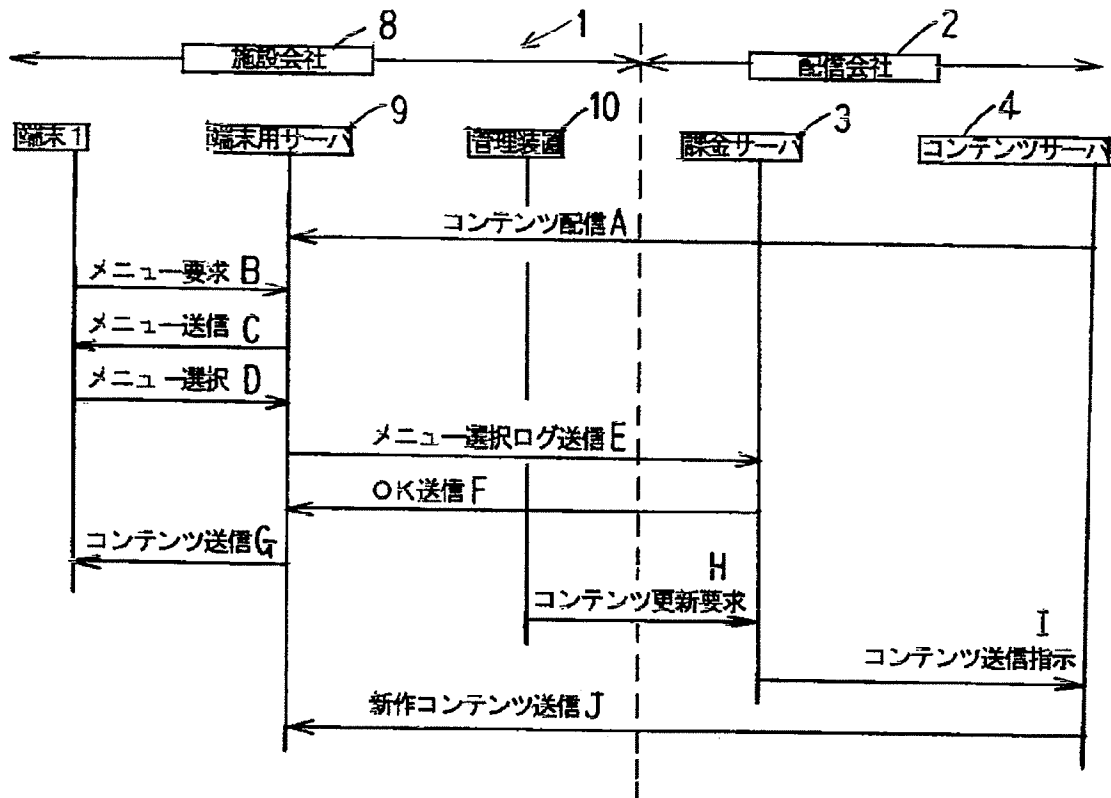 8
1
2
施設会社
配信会社
9
10
3
4
端末1
端末用サーバ
管理装置
課金サーバ
コンテンツサーバ
コンテンツ配信A
メニュー要求B
メニュー送信C
メニュー選択D
メニュー選択ログ送信E
OK送信F
コンテンツ送信G
H
コンテンツ更新要求
I
コンテンツ送信指示
新作コンテンツ送信J